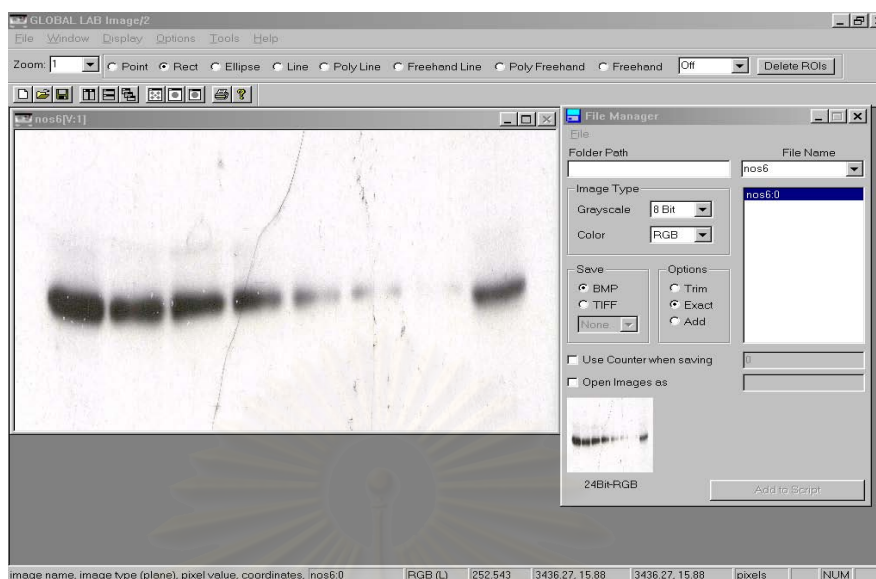 GLOBAL LAB Image/2
File Window Display Options Tools Help
Zoom: 1 Point Rect Ellipse Line Poly Line Freehand Line Poly Freehand Freehand Off Delete ROIs
nos6[V:1]
File Manager
File
Folder Path File Name
nos6
Image Type
Grayscale 8 Bit
Color RGB
nos6:0
Save
BMP
TIFF
None
Options
Trim
Exact
Add
Use Counter when saving 0
Open Images as
24Bit-RGB
Add to Script
image name, image type (plane), pixel value, coordinates, nos6:0 RGB (L) 252.543 3436.27, 15.88 3436.27, 15.88 pixels NUM